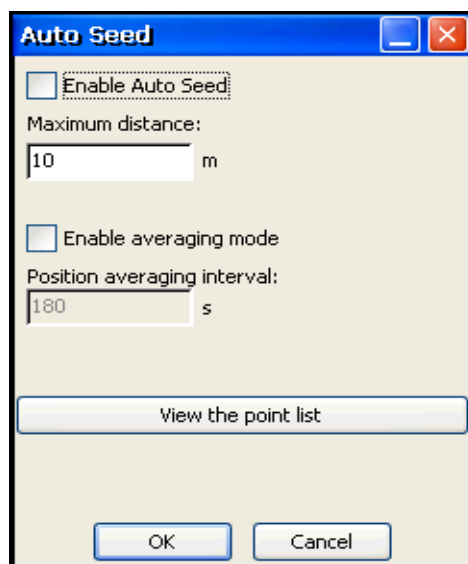 Auto Seed
Enable Auto Seed
Maximum distance:
10 m
Enable averaging mode
Position averaging interval:
180 s
View the point list
OK Cancel